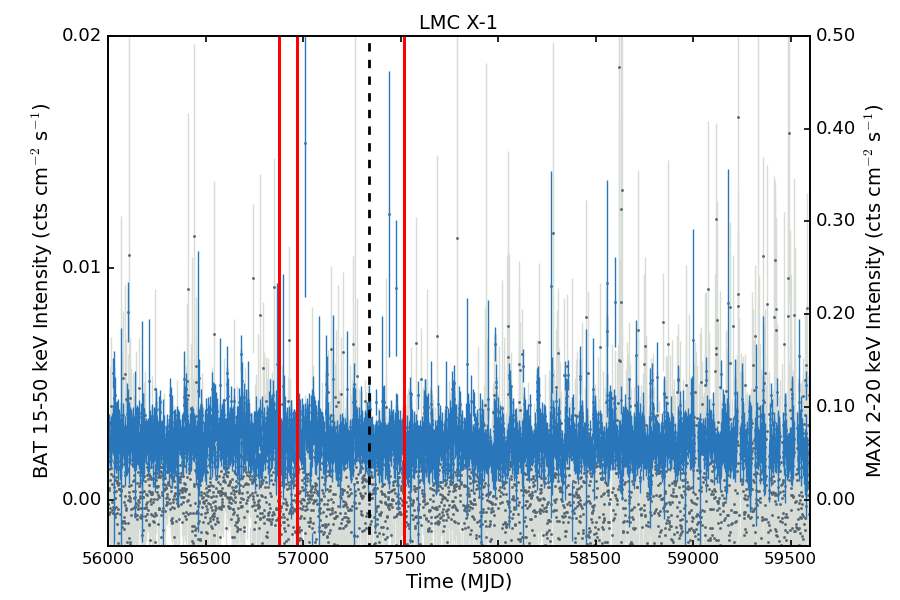 LMC X-1
0.02
0.01
0.00
BAT 15-50 keV Intensity (cts cm⁻² s⁻¹)
0.50
0.40
0.30
0.20
0.10
0.00
MAXI 2-20 keV Intensity (cts cm⁻² s⁻¹)
56000 56500 57000 57500 58000 58500 59000 59500
Time (MJD)